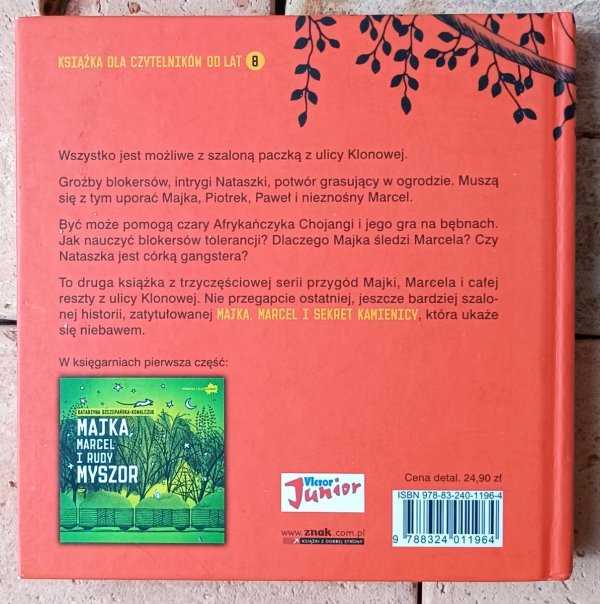 KSIĄŻKA DLA CZYTELNIKÓW OD LAT 8
Wszystko jest możliwe z szaloną paczką z ulicy Klonowej.
Groźby blokersów, intrygi Nataszki, potwór grasujący w ogrodzie. Muszą
się z tym uporać Majka, Piotrek, Paweł i nieznośny Marcel.
Być może pomogą czary Afrykańczyka Chojangi i jego gra na bębnach.
Jak nauczyć blokersów tolerancji? Dlaczego Majka śledzi Marcela? Czy
Nataszka jest córką gangstera?
To druga książka z trzyczęściowej serii przygód Majki, Marcela i całej
reszty z ulicy Klonowej. Nie przegapcie ostatniej, jeszcze bardziej szalo-
nej historii, zatytułowanej MAJKA, MARCEL I SEKRET KAMIENICY, która ukaże
się niebawem.
W księgarniach pierwsza część:
KATARZYNA SZCZEPAŃSKA-KOWALCZUK
MAJKA,
MARCEL
I RUDY
MYSZOR
Victor
Junior
www.znak.com.pl
KSIĄŻKI Z DOBREJ STRONY
Cena detal. 24,90 zł
ISBN 978-83-240-1196-4
9 788324 011964